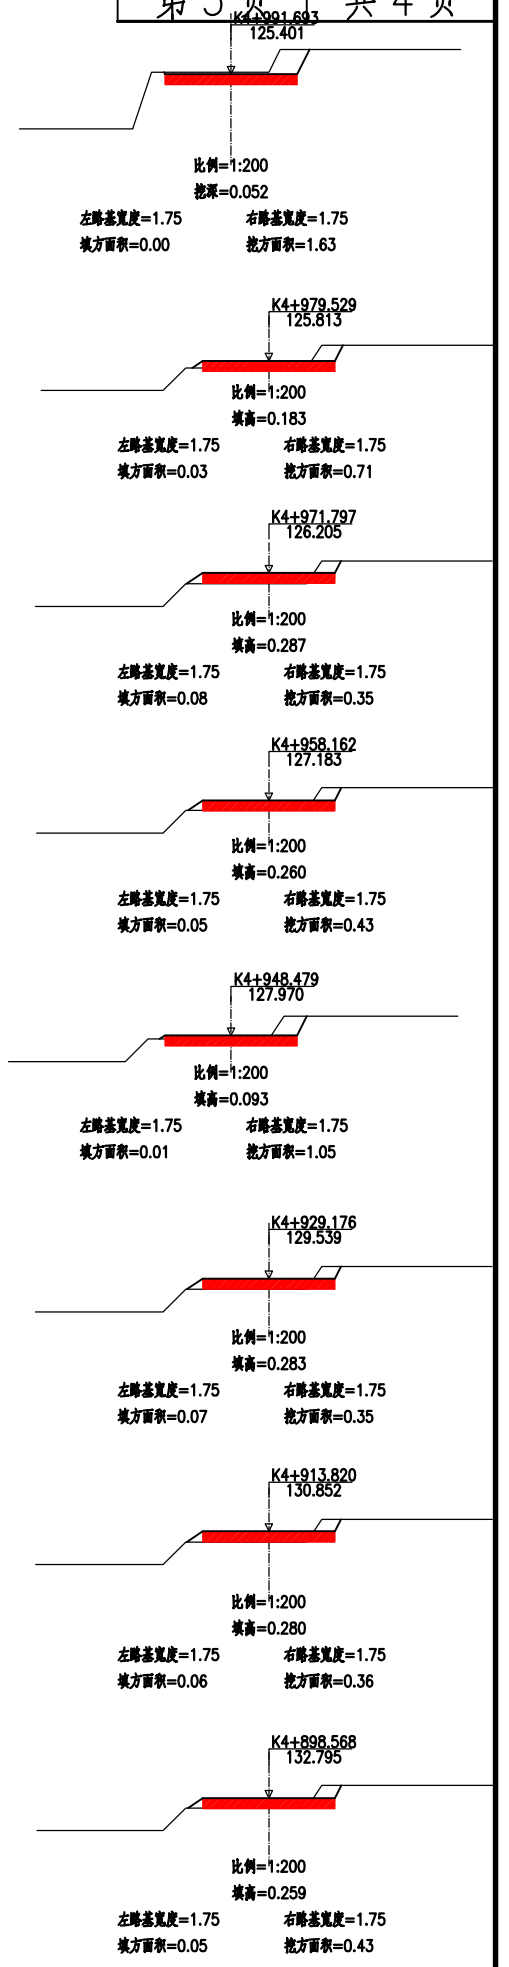 第 3 页 共 4 页
K4+991.693
125.401
比例=1:200
挖深=0.052
左路基宽度=1.75 右路基宽度=1.75
填方面积=0.00 挖方面积=1.63
K4+979.529
125.813
比例=1:200
填高=0.183
左路基宽度=1.75 右路基宽度=1.75
填方面积=0.03 挖方面积=0.71
K4+971.797
126.205
比例=1:200
填高=0.287
左路基宽度=1.75 右路基宽度=1.75
填方面积=0.08 挖方面积=0.35
K4+958.162
127.183
比例=1:200
填高=0.260
左路基宽度=1.75 右路基宽度=1.75
填方面积=0.05 挖方面积=0.43
K4+948.479
127.970
比例=1:200
填高=0.093
左路基宽度=1.75 右路基宽度=1.75
填方面积=0.01 挖方面积=1.05
K4+929.176
129.539
比例=1:200
填高=0.283
左路基宽度=1.75 右路基宽度=1.75
填方面积=0.07 挖方面积=0.35
K4+913.820
130.852
比例=1:200
填高=0.280
左路基宽度=1.75 右路基宽度=1.75
填方面积=0.06 挖方面积=0.36
K4+898.568
132.795
比例=1:200
填高=0.259
左路基宽度=1.75 右路基宽度=1.75
填方面积=0.05 挖方面积=0.43